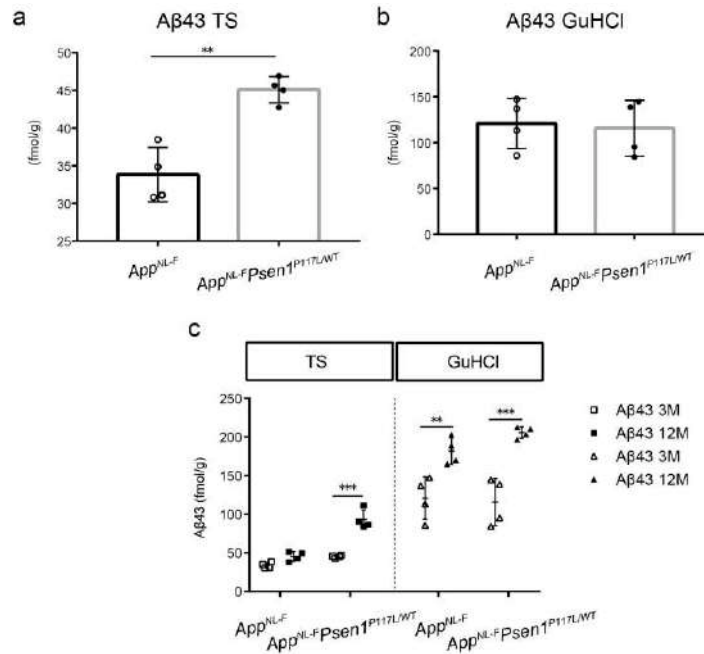 a
Aβ43 TS
**
(fmol/g)
50
45
40
35
30
25
App^NL-F
App^NL-F Psen1^P117L/WT
b
Aβ43 GuHCl
(fmol/g)
200
150
100
50
0
App^NL-F
App^NL-F Psen1^P117L/WT
c
TS
GuHCl
Aβ43 (fmol/g)
250
200
150
100
50
0
***
**
***
App^NL-F
App^NL-F Psen1^P117L/WT
App^NL-F
App^NL-F Psen1^P117L/WT
Aβ43 3M
Aβ43 12M
Aβ43 3M
Aβ43 12M